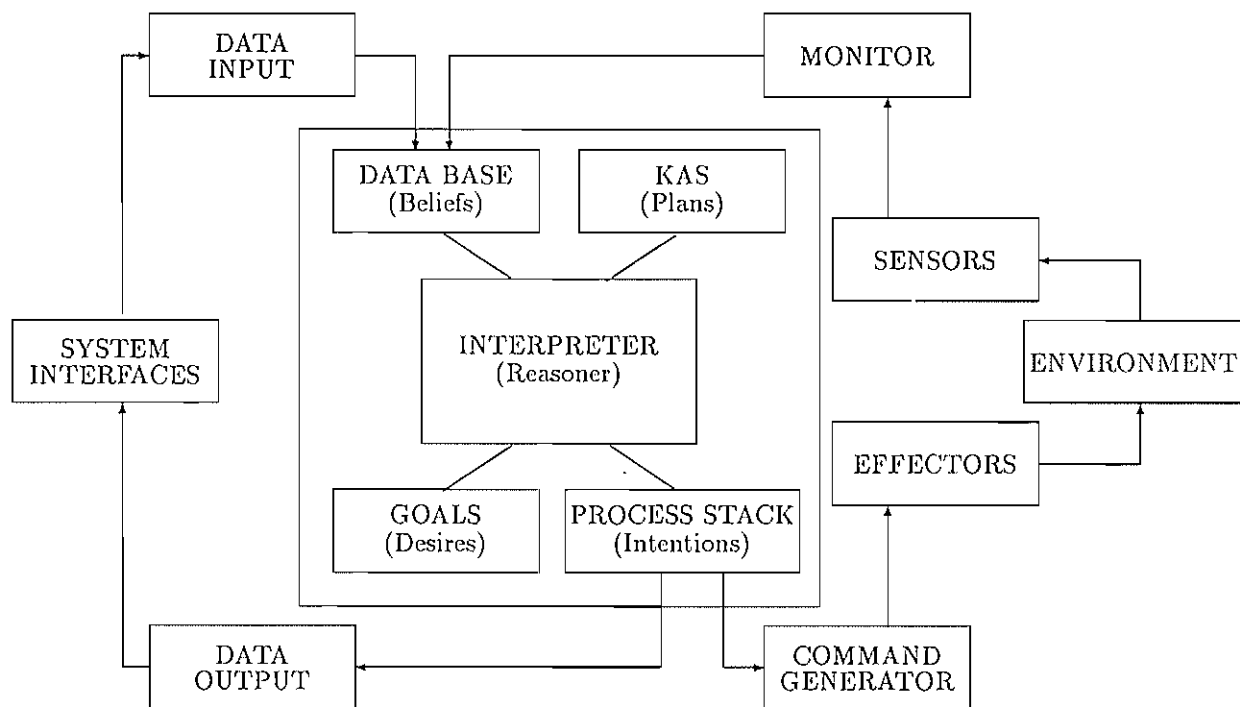 DATA
INPUT
MONITOR
DATA BASE
(Beliefs)
KAS
(Plans)
SENSORS
INTERPRETER
(Reasoner)
SYSTEM
INTERFACES
ENVIRONMENT
EFFECTORS
GOALS
(Desires)
PROCESS STACK
(Intentions)
DATA
OUTPUT
COMMAND
GENERATOR